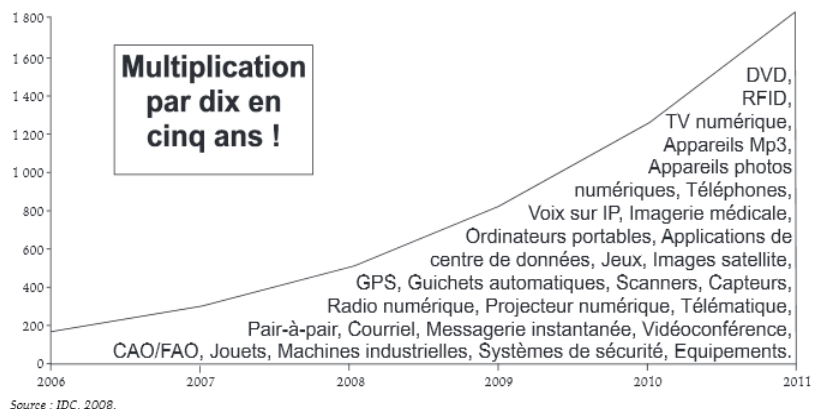 1 800
1 600
1 400
1 200
1 000
800
600
400
200
0
Multiplication
par dix en
cinq ans !
DVD,
RFID,
TV numérique,
Appareils Mp3,
Appareils photos
numériques, Téléphones,
Voix sur IP, Imagerie médicale,
Ordinateurs portables, Applications de
centre de données, Jeux, Images satellite,
GPS, Guichets automatiques, Scanners, Capteurs,
Radio numérique, Projecteur numérique, Télématique,
Pair-à-pair, Courriel, Messagerie instantanée, Vidéoconférence,
CAO/FAO, Jouets, Machines industrielles, Systèmes de sécurité, Equipements.
2006 2007 2008 2009 2010 2011
Source : IDC, 2008.